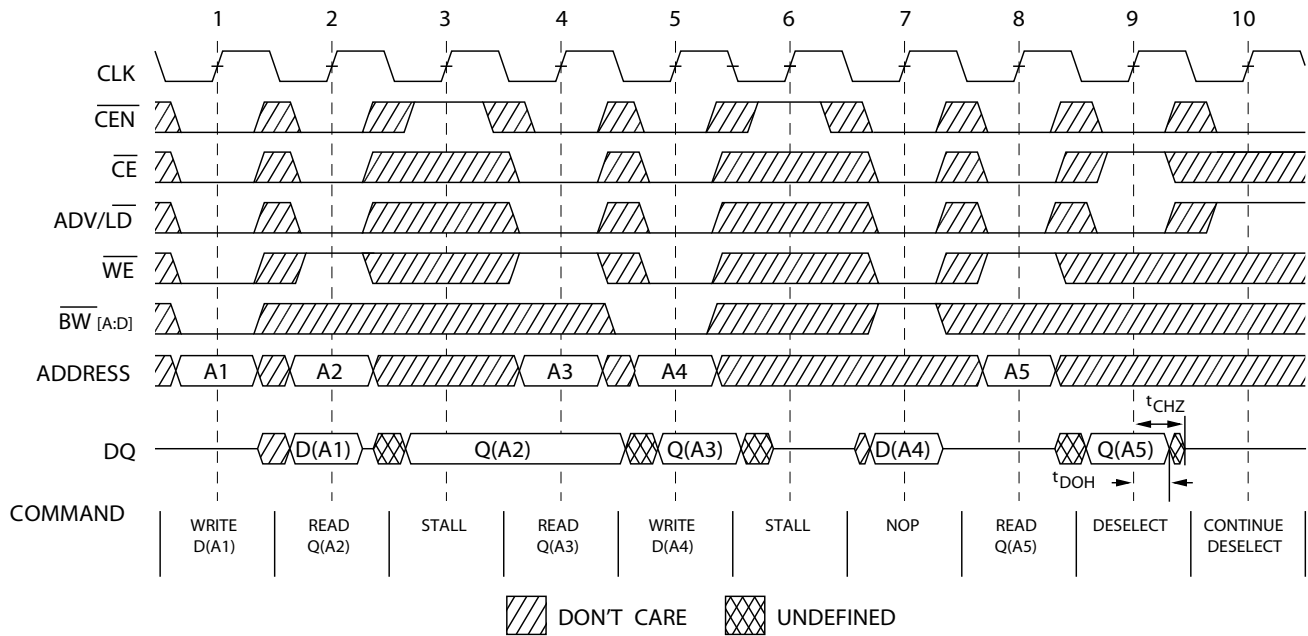 1 2 3 4 5 6 7 8 9 10
CLK
CEN
CE
ADV/LD
WE
BW [A:D]
ADDRESS A1 A2 A3 A4 A5
tCHZ
DQ D(A1) Q(A2) Q(A3) D(A4) Q(A5)
tDOH
COMMAND
WRITE READ STALL READ WRITE STALL NOP READ DESELECT CONTINUE
D(A1) Q(A2) Q(A3) D(A4) Q(A5) DESELECT
DON'T CARE UNDEFINED